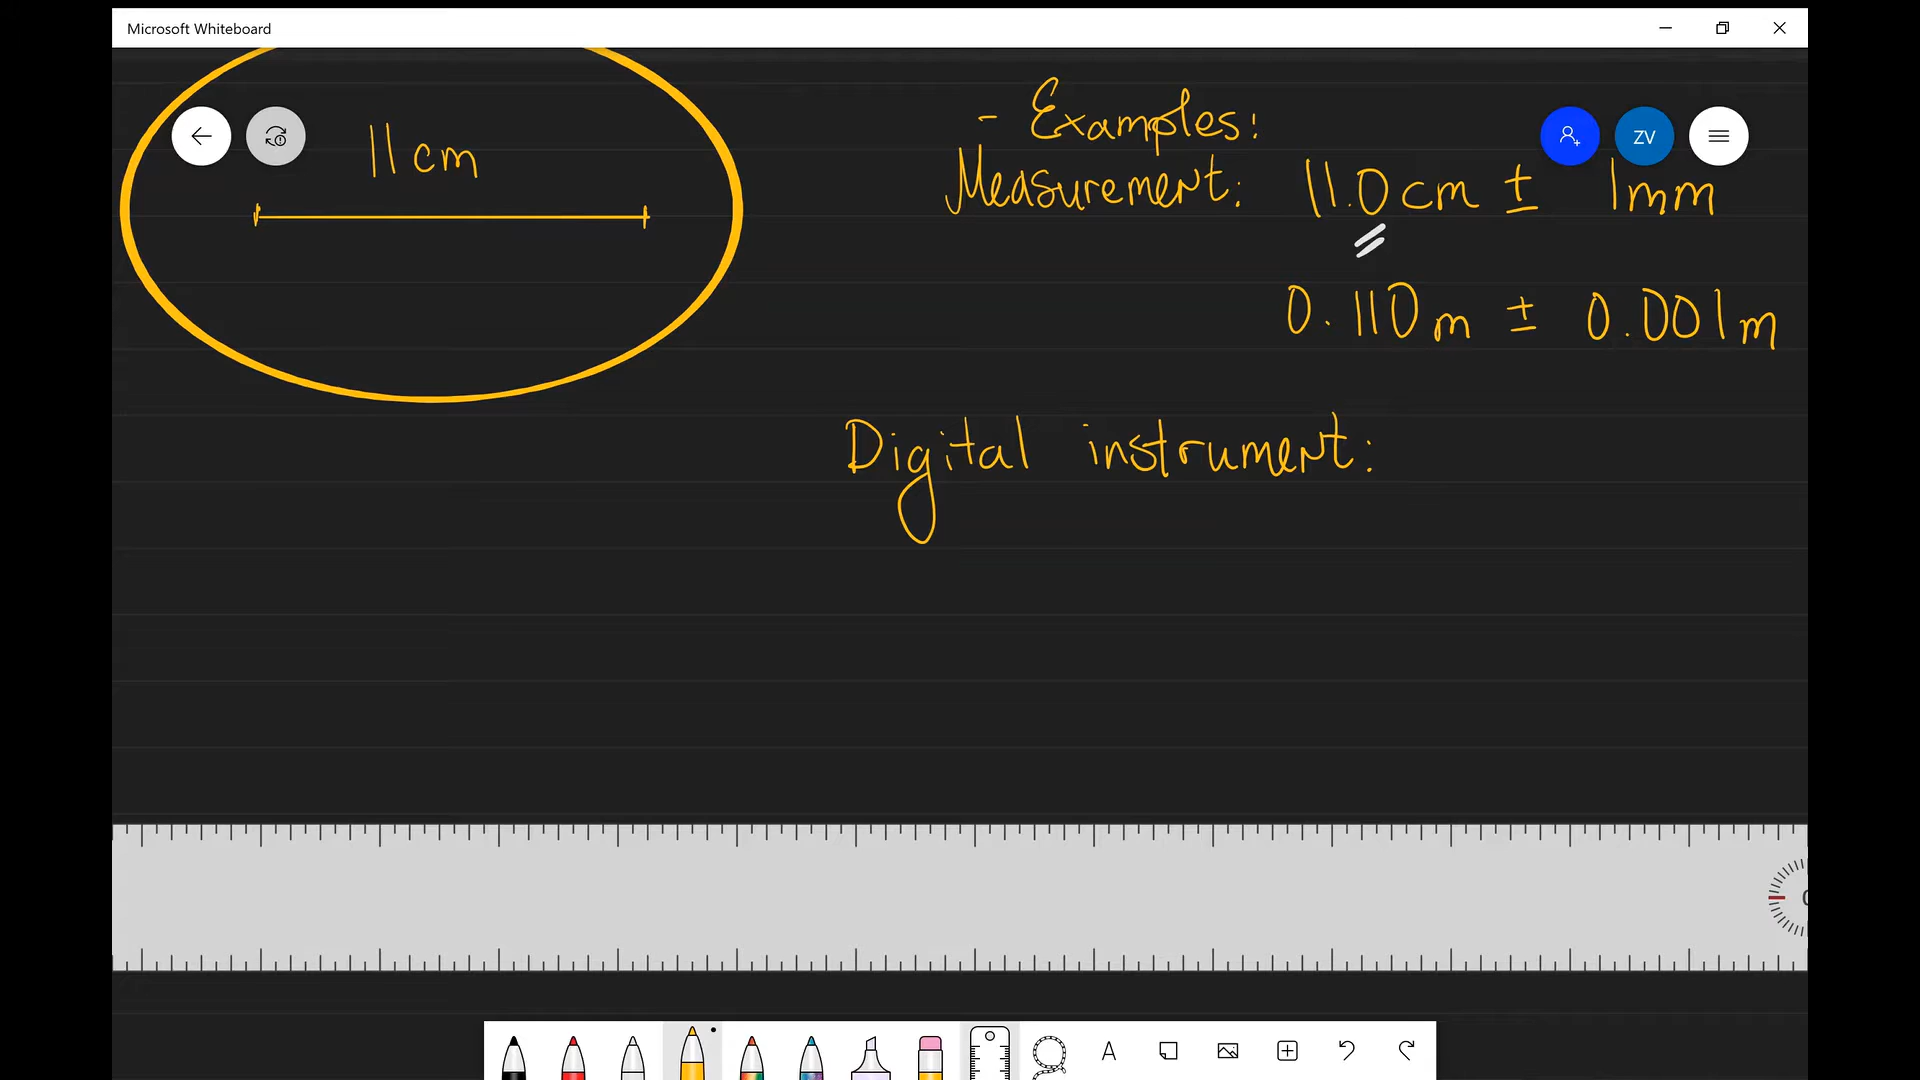 Microsoft Whiteboard
11 cm
- Examples:
ZV
Measurement: 11.0 cm ± 1mm
0.110 m ± 0.001 m
Digital instrument:
A